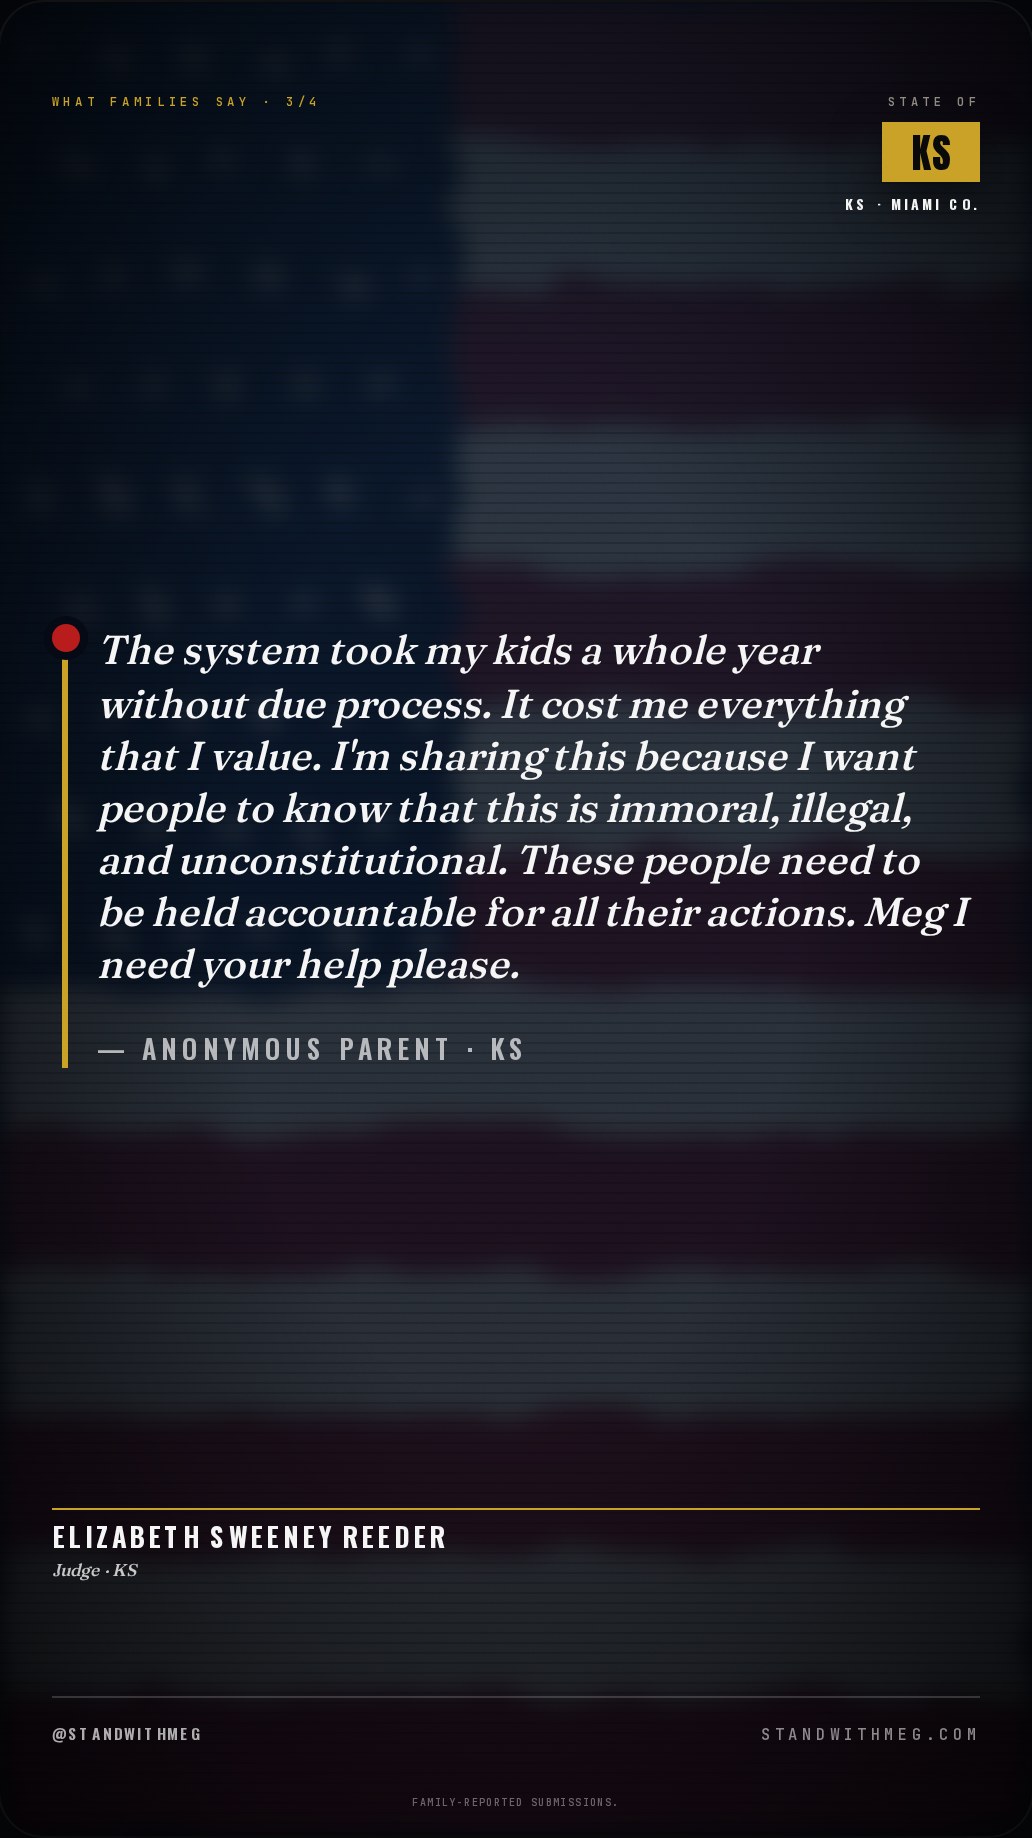 WHAT FAMILIES SAY · 3/4
STATE OF
KS
KS · MIAMI CO.
The system took my kids a whole year
without due process. It cost me everything
that I value. I'm sharing this because I want
people to know that this is immoral, illegal,
and unconstitutional. These people need to
be held accountable for all their actions. Meg I
need your help please.
— ANONYMOUS PARENT · KS
ELIZABETH SWEENEY REEDER
Judge · KS
@STANDWITHMEG
STANDWITHMEG.COM
FAMILY-REPORTED SUBMISSIONS.